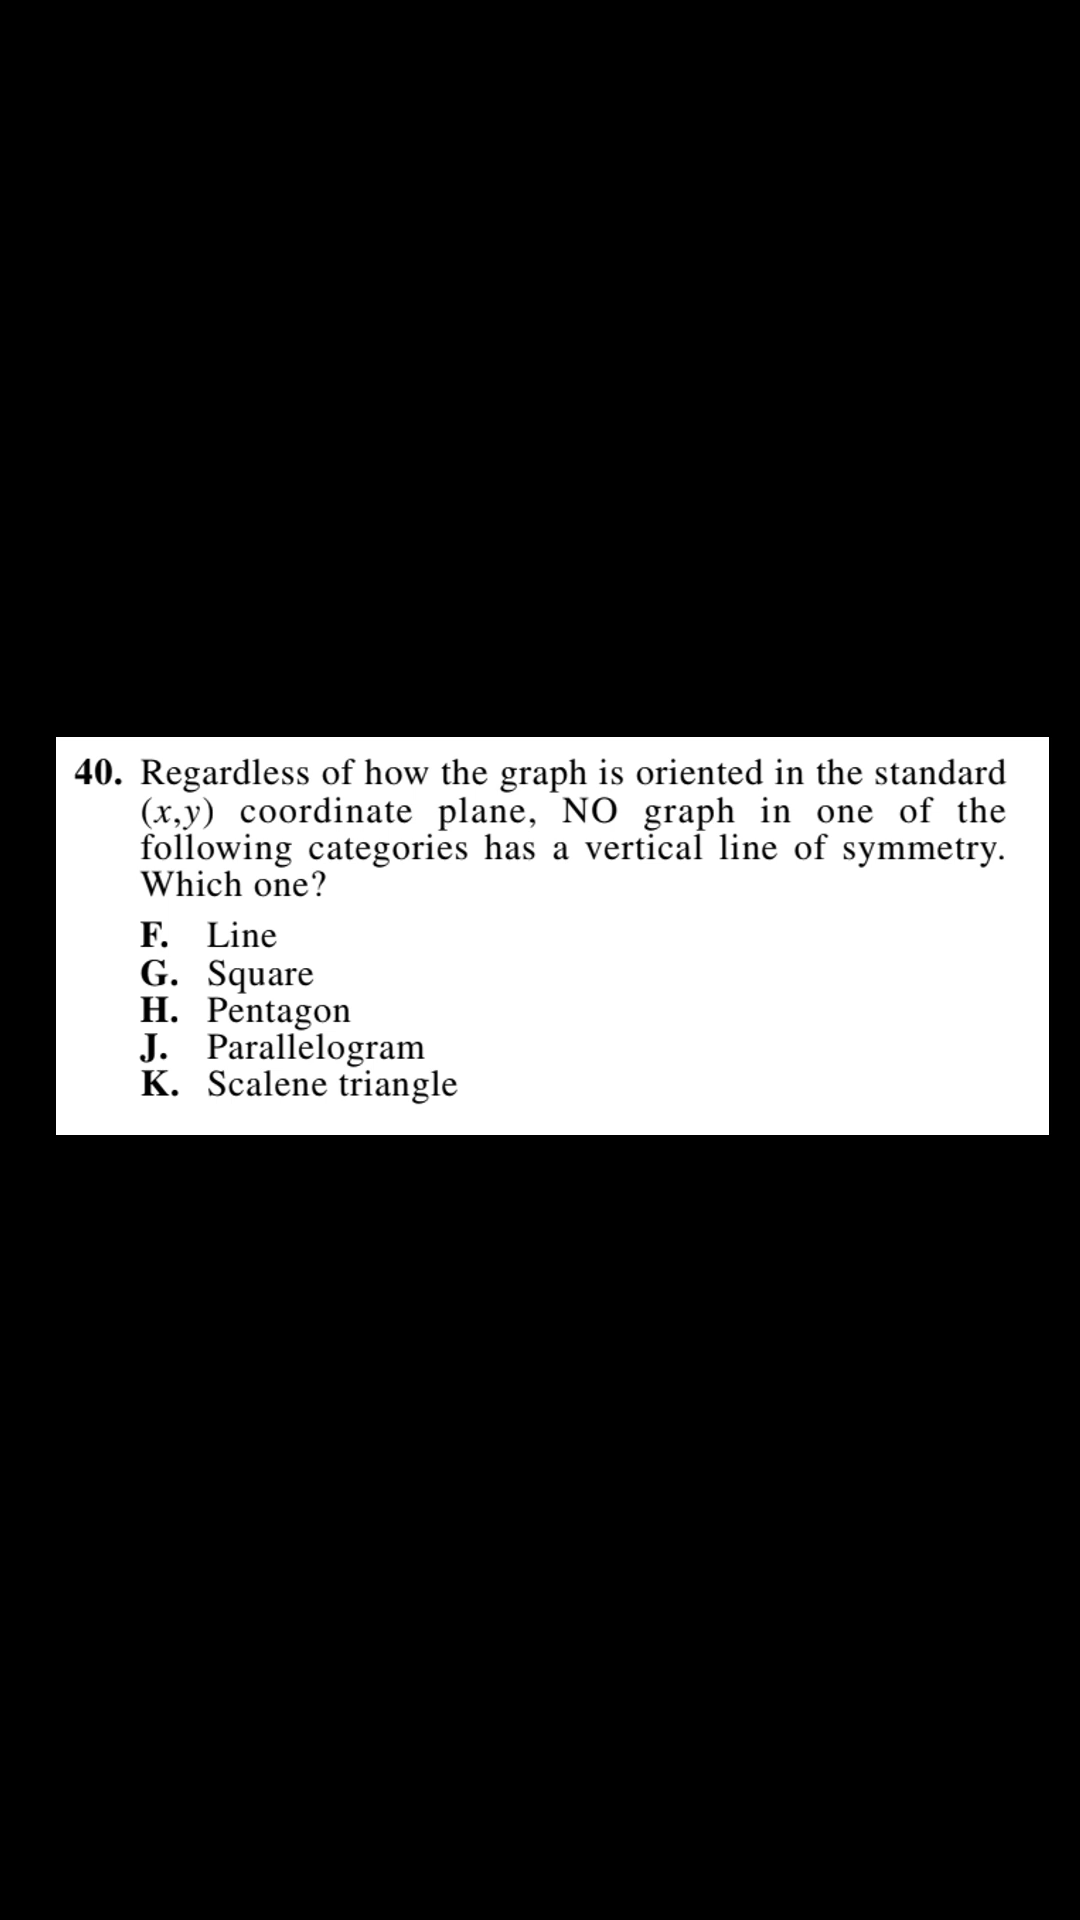 40. Regardless of how the graph is oriented in the standard
(x,y) coordinate plane, NO graph in one of the
following categories has a vertical line of symmetry.
Which one?
F. Line
G. Square
H. Pentagon
J. Parallelogram
K. Scalene triangle